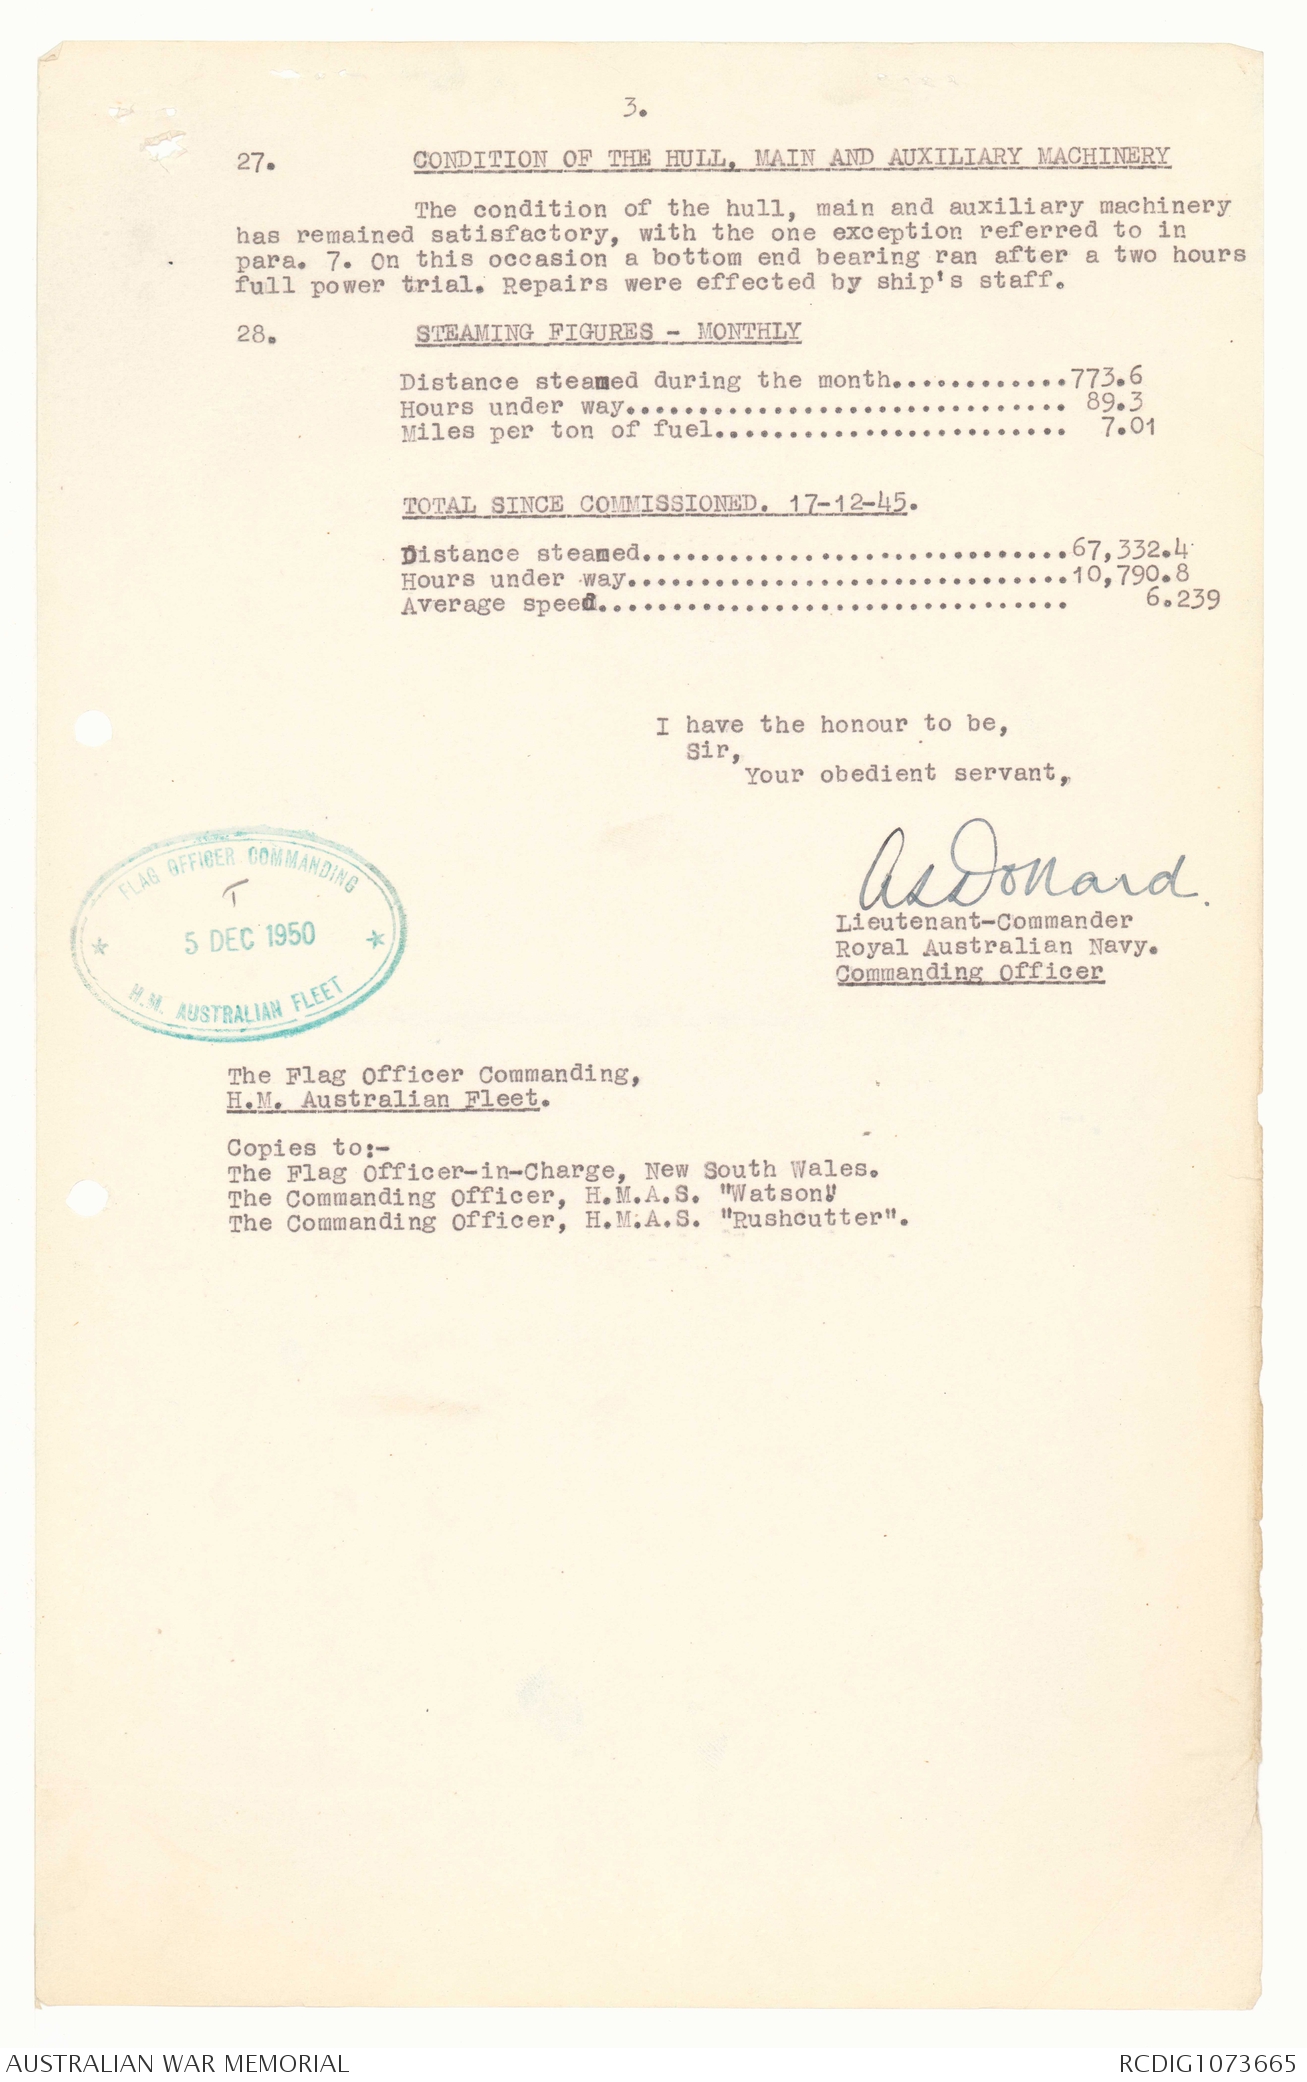 3.
27. CONDITION OF THE HULL, MAIN AND AUXILIARY MACHINERY
The condition of the hull, main and auxiliary machinery
has remained satisfactory, with the one exception referred to in
para. 7. On this occasion a bottom end bearing ran after a two hours
full power trial. Repairs were effected by ship's staff.
28. STEAMING FIGURES - MONTHLY
Distance steamed during the month............773.6
Hours under way.............................. 89.3
Miles per ton of fuel........................ 7.01
TOTAL SINCE COMMISSIONED. 17-12-45.
Distance steamed.............................67,332.4
Hours under way..............................10,790.8
Average speed................................ 6.239
I have the honour to be,
Sir,
Your obedient servant,
Lieutenant-Commander
Royal Australian Navy.
Commanding Officer
FLAG OFFICER COMMANDING
T
5 DEC 1950
H.M. AUSTRALIAN FLEET
The Flag Officer Commanding,
H.M. Australian Fleet.
Copies to:-
The Flag Officer-in-Charge, New South Wales.
The Commanding Officer, H.M.A.S. "Watson"
The Commanding Officer, H.M.A.S. "Rushcutter".
AUSTRALIAN WAR MEMORIAL
RCDIG1073665